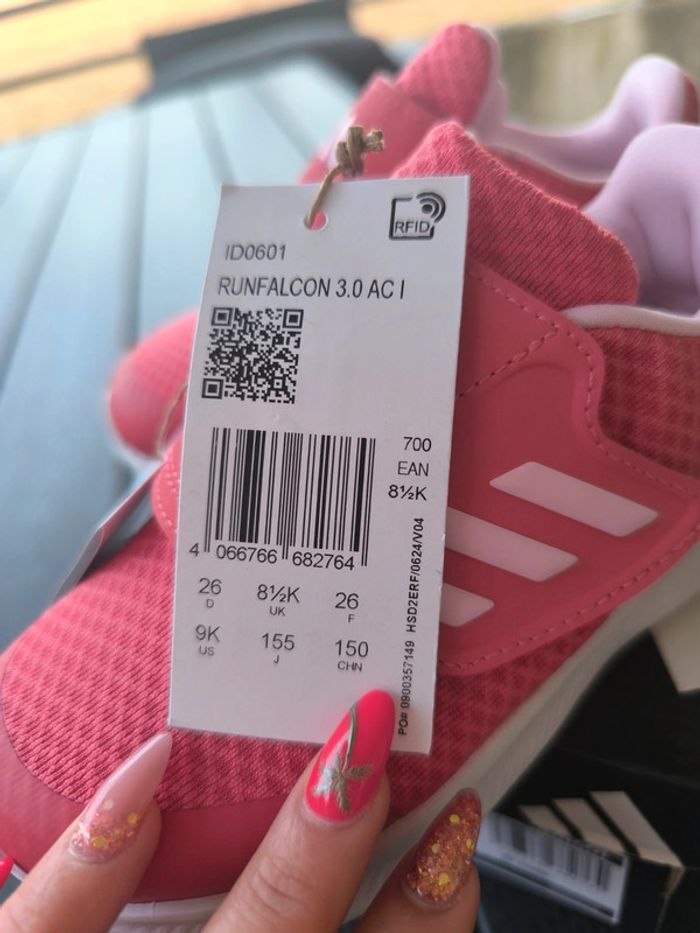 RFID
ID0601
RUNFALCON 3.0 AC I
700
EAN
8½K
4 066766 682764
26
D
8½K
UK
26
F
9K
US
155
J
150
CHN
PO# 0900357149 HSD2ERF/0624/V04